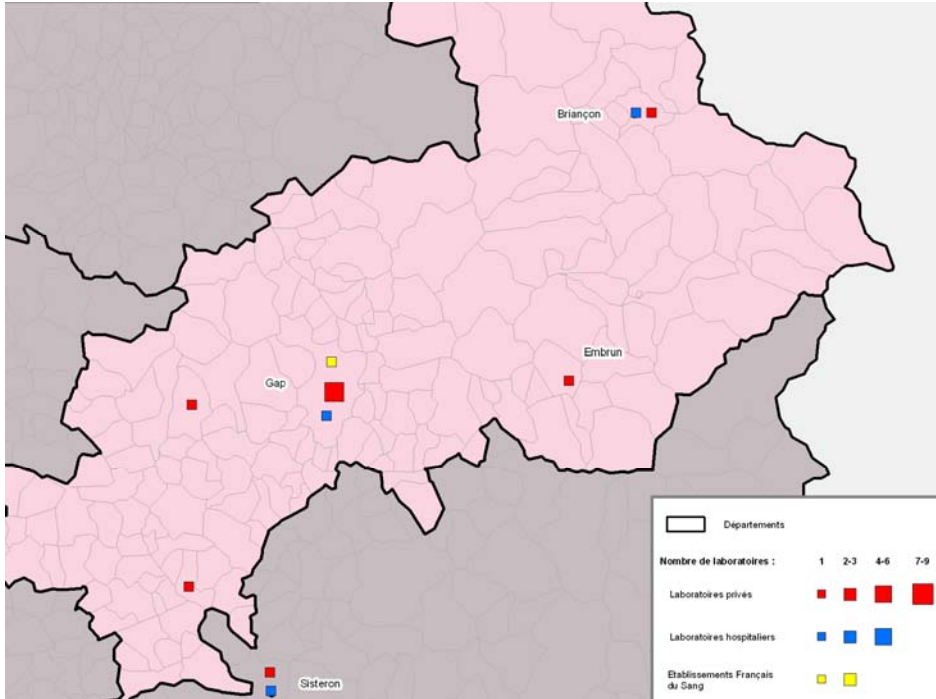 Briançon
Embrun
Gap
Sisteron
Départements
Nombre de laboratoires : 1 2-3 4-6 7-9
Laboratoires privés
Laboratoires hospitaliers
Etablissements Français
du Sang